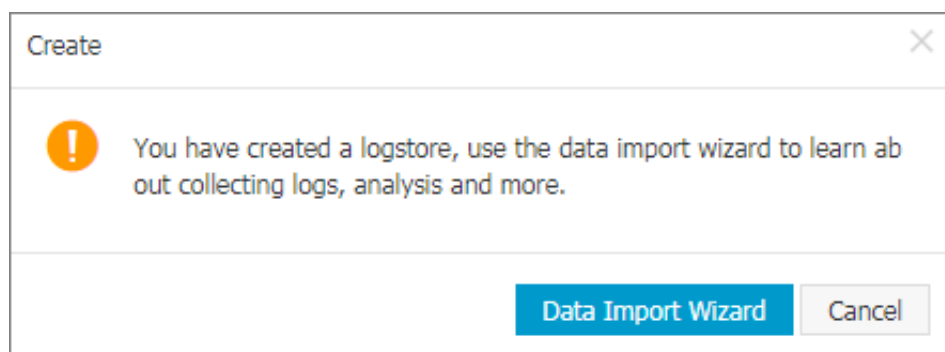 Create
You have created a logstore, use the data import wizard to learn ab
out collecting logs, analysis and more.
Data Import Wizard Cancel